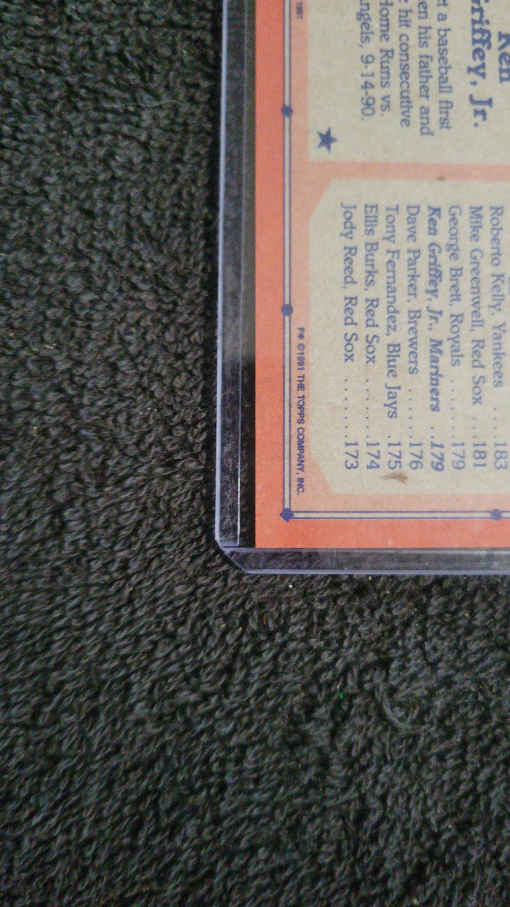 Ken
Griffey, Jr.
t a baseball first
en his father and
hit consecutive
Home Runs vs.
ngels, 9-14-90.
Roberto Kelly, Yankees .... 183
Mike Greenwell, Red Sox ... 181
George Brett, Royals ........ 179
Ken Griffey, Jr., Mariners .. 179
Dave Parker, Brewers ...... 176
Tony Fernandez, Blue Jays . 175
Ellis Burks, Red Sox ....... 174
Jody Reed, Red Sox ....... 173
F* ©1991 THE TOPPS COMPANY, INC.